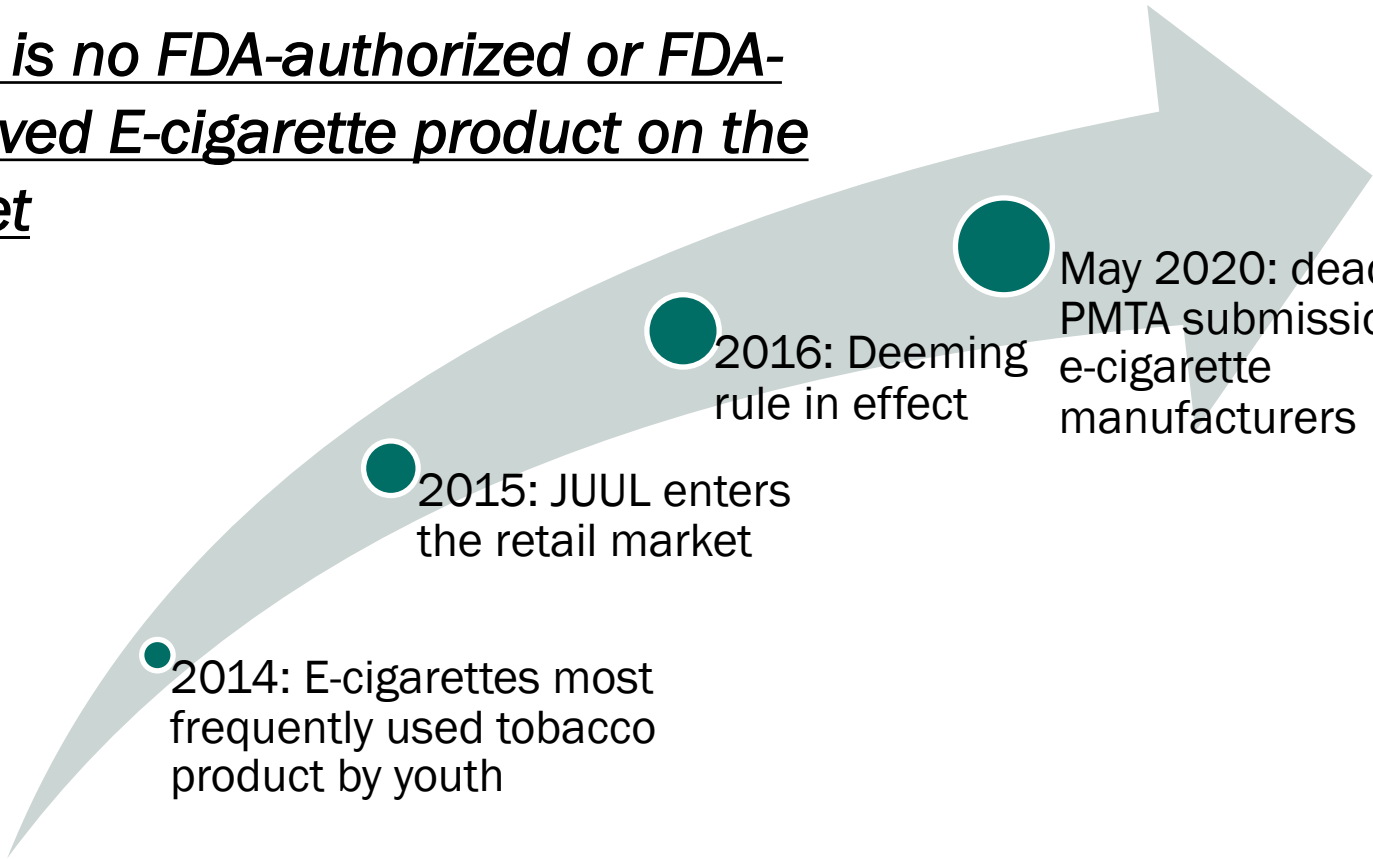 is no FDA-authorized or FDA-
ved E-cigarette product on the
et
May 2020: deadl
PMTA submissio
e-cigarette
manufacturers
2016: Deeming
rule in effect
2015: JUUL enters
the retail market
2014: E-cigarettes most
frequently used tobacco
product by youth